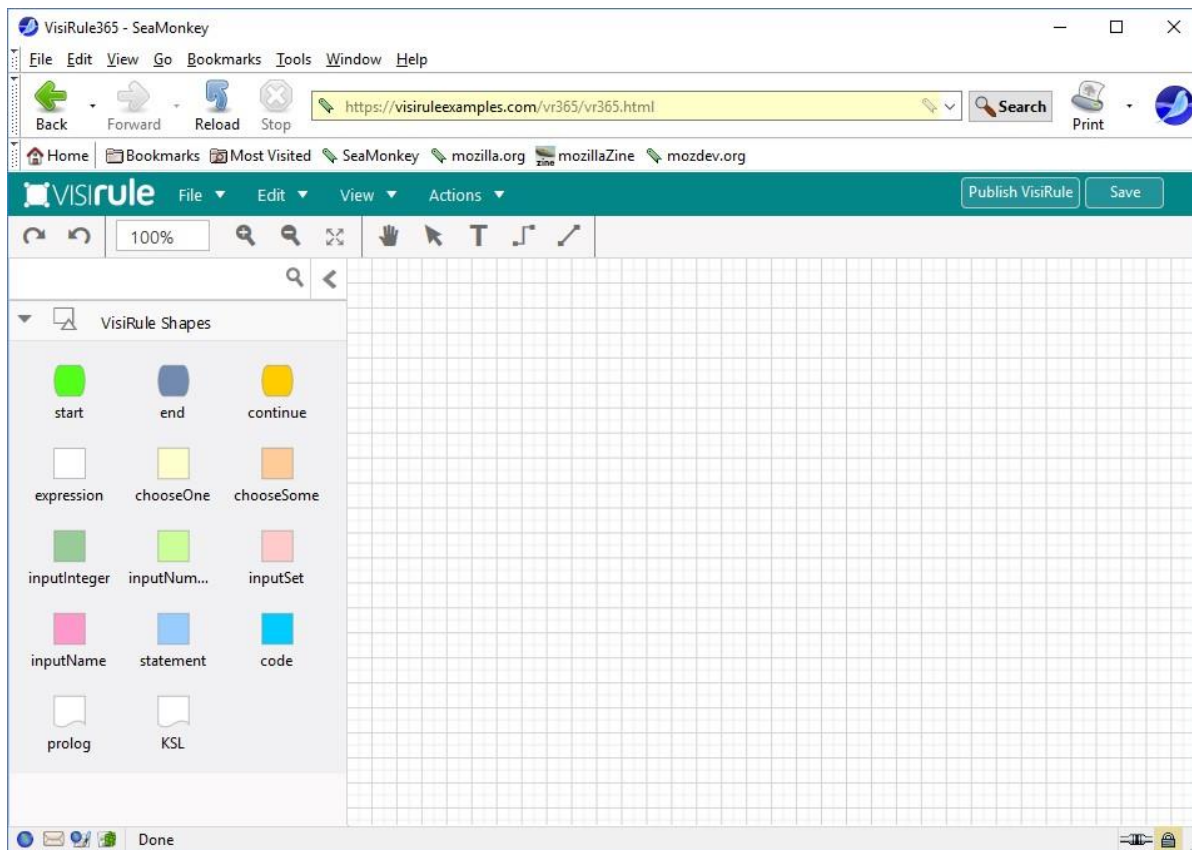 VisiRule365 - SeaMonkey
File Edit View Go Bookmarks Tools Window Help
Back Forward Reload Stop https://visiruleexamples.com/vr365/vr365.html Search Print
Home Bookmarks Most Visited SeaMonkey mozilla.org zine mozillaZine mozdev.org
VISIrule File Edit View Actions Publish VisiRule Save
100% T
VisiRule Shapes
start end continue
expression chooseOne chooseSome
inputInteger inputNum... inputSet
inputName statement code
prolog KSL
Done